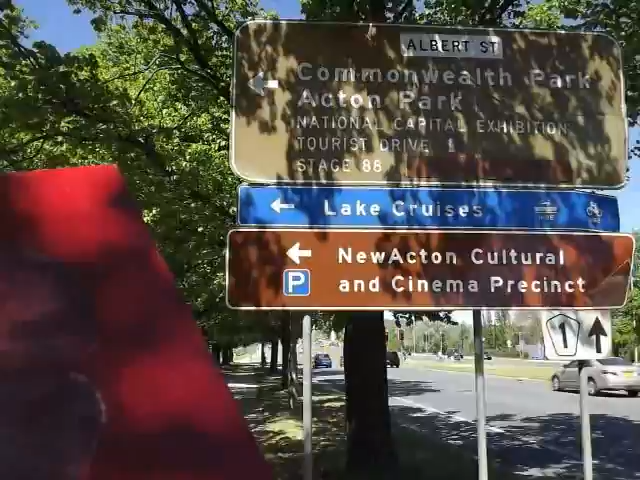 ALBERT ST
Commonwealth Park
Acton Park
NATIONAL CAPITAL EXHIBITION
TOURIST DRIVE 1
STAGE 88
Lake Cruises
NewActon Cultural
P and Cinema Precinct
1